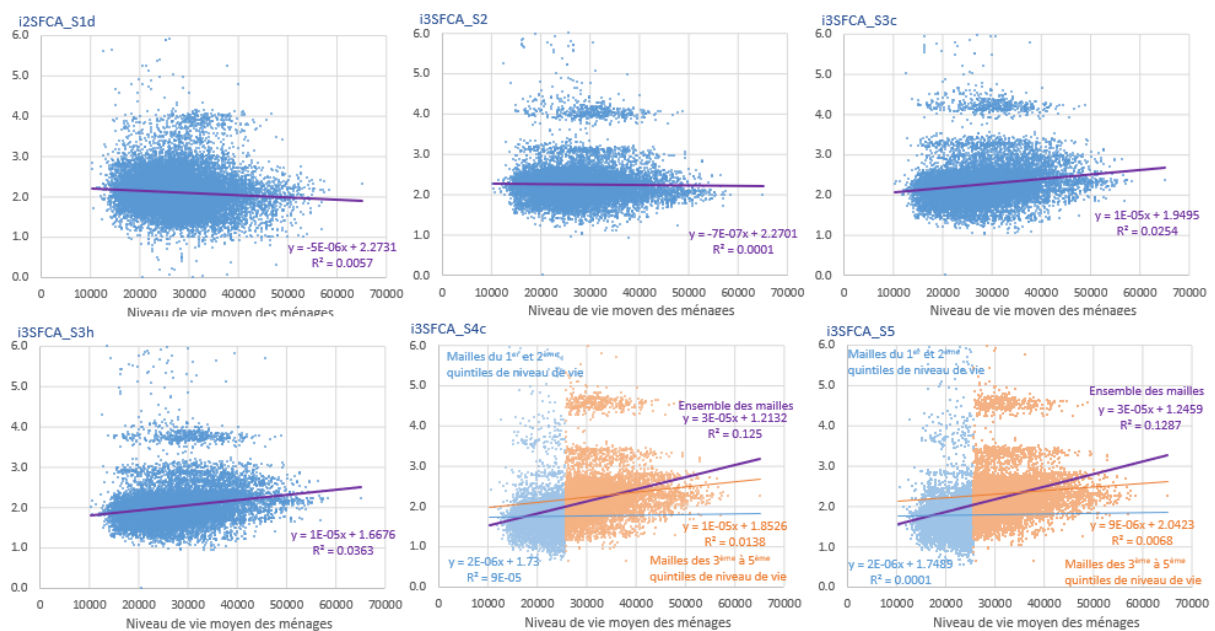 i2SFCA_S1d
6.0
5.0
4.0
3.0
2.0
1.0
0.0
y = -5E-06x + 2.2731
R² = 0.0057
0 10000 20000 30000 40000 50000 60000 70000
Niveau de vie moyen des ménages
i3SFCA_S2
6.0
5.0
4.0
3.0
2.0
1.0
0.0
y = -7E-07x + 2.2701
R² = 0.0001
0 10000 20000 30000 40000 50000 60000 70000
Niveau de vie moyen des ménages
i3SFCA_S3c
6.0
5.0
4.0
3.0
2.0
1.0
0.0
y = 1E-05x + 1.9495
R² = 0.0254
0 10000 20000 30000 40000 50000 60000 70000
Niveau de vie moyen des ménages
i3SFCA_S3h
6.0
5.0
4.0
3.0
2.0
1.0
0.0
y = 1E-05x + 1.6676
R² = 0.0363
0 10000 20000 30000 40000 50000 60000 70000
Niveau de vie moyen des ménages
i3SFCA_S4c
6.0
5.0
4.0
3.0
2.0
1.0
0.0
Mailles du 1er et 2ème
quintiles de niveau de vie
Ensemble des mailles
y = 3E-05x + 1.2132
R² = 0.125
y = 1E-05x + 1.8526
R² = 0.0138
y = 2E-06x + 1.73
R² = 9E-05
Mailles des 3ème à 5ème
quintiles de niveau de vie
0 10000 20000 30000 40000 50000 60000 70000
Niveau de vie moyen des ménages
i3SFCA_S5
6.0
5.0
4.0
3.0
2.0
1.0
0.0
Mailles du 1er et 2ème
quintiles de niveau de vie
Ensemble des mailles
y = 3E-05x + 1.2459
R² = 0.1287
y = 9E-06x + 2.0423
R² = 0.0068
y = 2E-06x + 1.7489
R² = 0.0001
Mailles des 3ème à 5ème
quintiles de niveau de vie
0 10000 20000 30000 40000 50000 60000 70000
Niveau de vie moyen des ménages